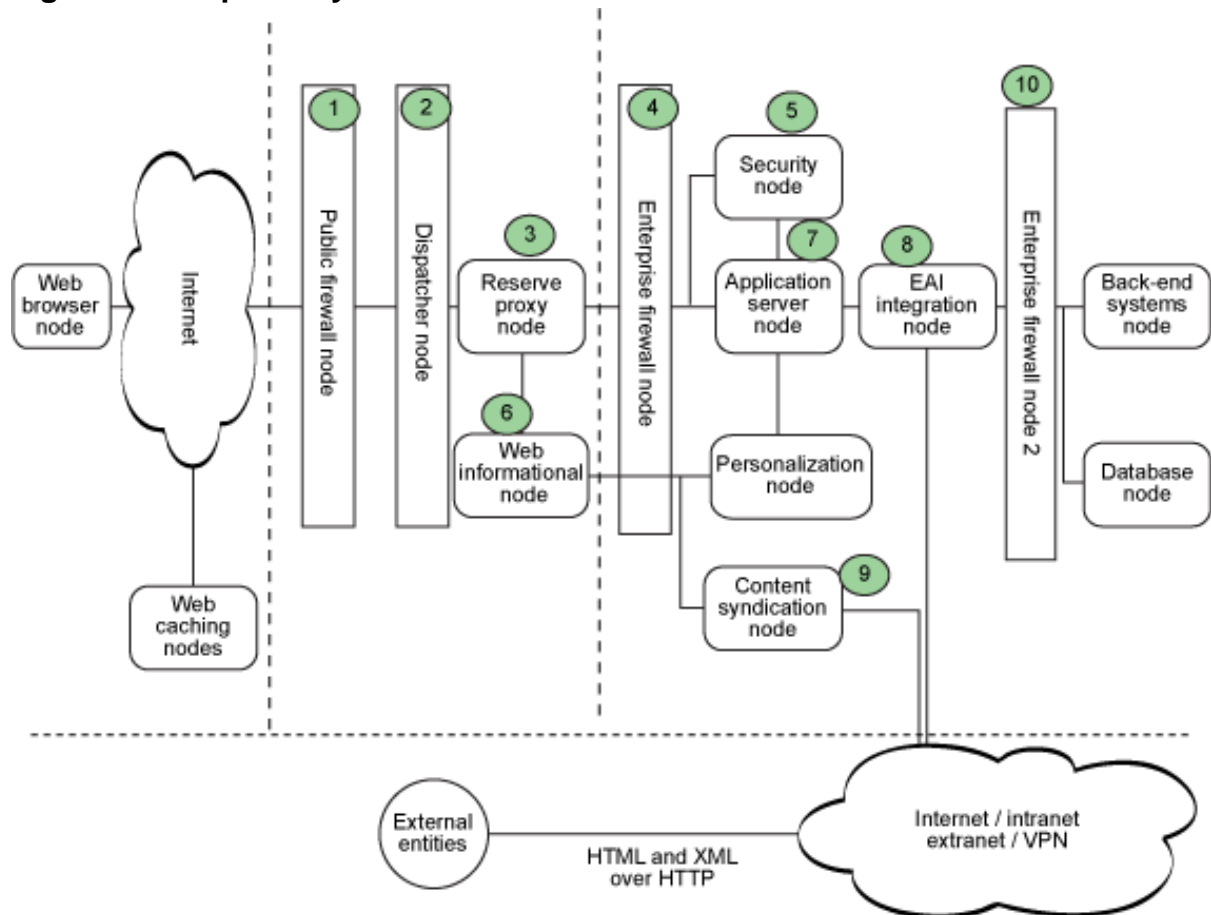 1
2
4
5
10
Security
node
3
7
8
Web
browser
node
Internet
Public firewall node
Dispatcher node
Reserve
proxy
node
Enterprise firewall node
Application
server
node
EAI
integration
node
Enterprise firewall node 2
Back-end
systems
node
6
Web
informational
node
Personalization
node
Database
node
9
Web
caching
nodes
Content
syndication
node
External
entities
HTML and XML
over HTTP
Internet / intranet
extranet / VPN